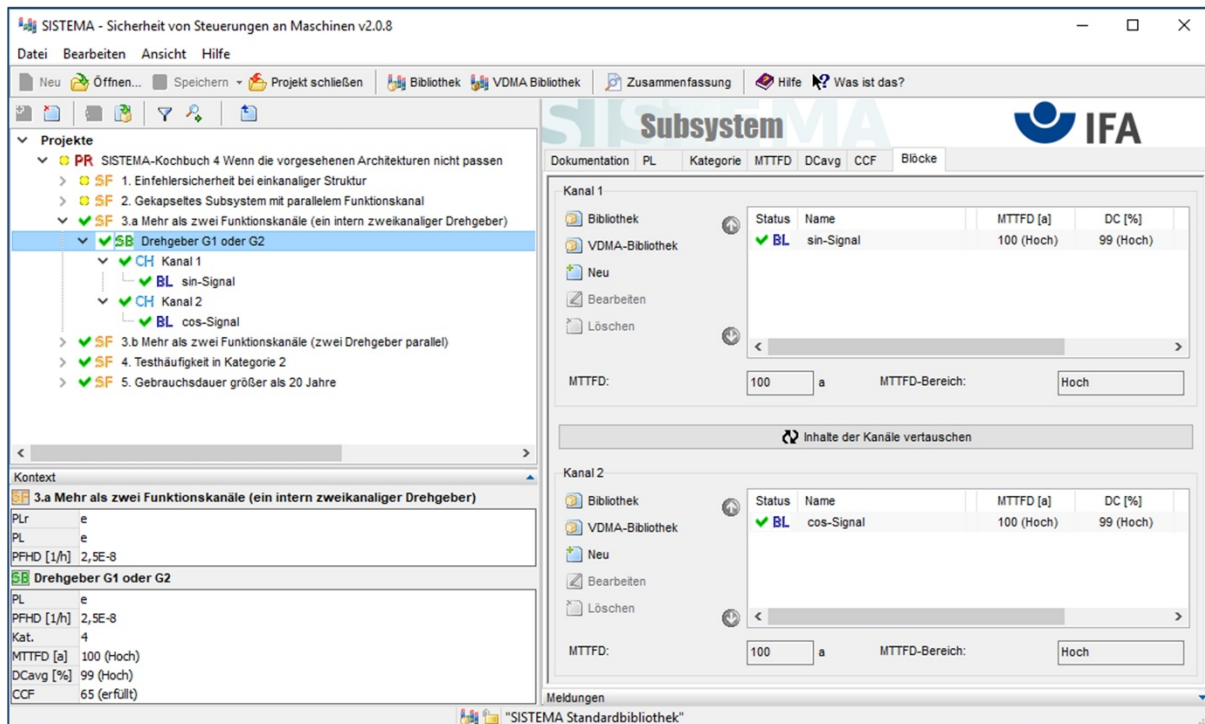 SISTEMA - Sicherheit von Steuerungen an Maschinen v2.0.8
Datei Bearbeiten Ansicht Hilfe
Neu Öffnen... Speichern Projekt schließen Bibliothek VDMA Bibliothek Zusammenfassung Hilfe Was ist das?
Projekte
PR SISTEMA-Kochbuch 4 Wenn die vorgesehenen Architekturen nicht passen
SF 1. Einfehlersicherheit bei einkanaliger Struktur
SF 2. Gekapseltes Subsystem mit parallelem Funktionskanal
SF 3.a Mehr als zwei Funktionskanäle (ein intern zweikanaliger Drehgeber)
SB Drehgeber G1 oder G2
CH Kanal 1
BL sin-Signal
CH Kanal 2
BL cos-Signal
SF 3.b Mehr als zwei Funktionskanäle (zwei Drehgeber parallel)
SF 4. Testhäufigkeit in Kategorie 2
SF 5. Gebrauchsdauer größer als 20 Jahre
Kontext
SF 3.a Mehr als zwei Funktionskanäle (ein intern zweikanaliger Drehgeber)
PLr e
PL e
PFHD [1/h] 2,5E-8
SB Drehgeber G1 oder G2
PL e
PFHD [1/h] 2,5E-8
Kat. 4
MTTFD [a] 100 (Hoch)
DCavg [%] 99 (Hoch)
CCF 65 (erfüllt)
SISTEMA
Subsystem
IFA
Dokumentation PL Kategorie MTTFD DCavg CCF Blöcke
Kanal 1
Bibliothek
VDMA-Bibliothek
Neu
Bearbeiten
Löschen
Status Name MTTFD [a] DC [%]
BL sin-Signal 100 (Hoch) 99 (Hoch)
MTTFD: 100 a MTTFD-Bereich: Hoch
Inhalte der Kanäle vertauschen
Kanal 2
Bibliothek
VDMA-Bibliothek
Neu
Bearbeiten
Löschen
Status Name MTTFD [a] DC [%]
BL cos-Signal 100 (Hoch) 99 (Hoch)
MTTFD: 100 a MTTFD-Bereich: Hoch
Meldungen
"SISTEMA Standardbibliothek"